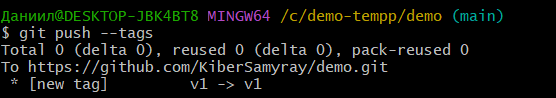 Даниил@DESKTOP-JBK4BT8 MINGW64 /c/demo-tempp/demo (main)
$ git push --tags
Total 0 (delta 0), reused 0 (delta 0), pack-reused 0
To https://github.com/KiberSamyray/demo.git
 * [new tag]         v1 -> v1